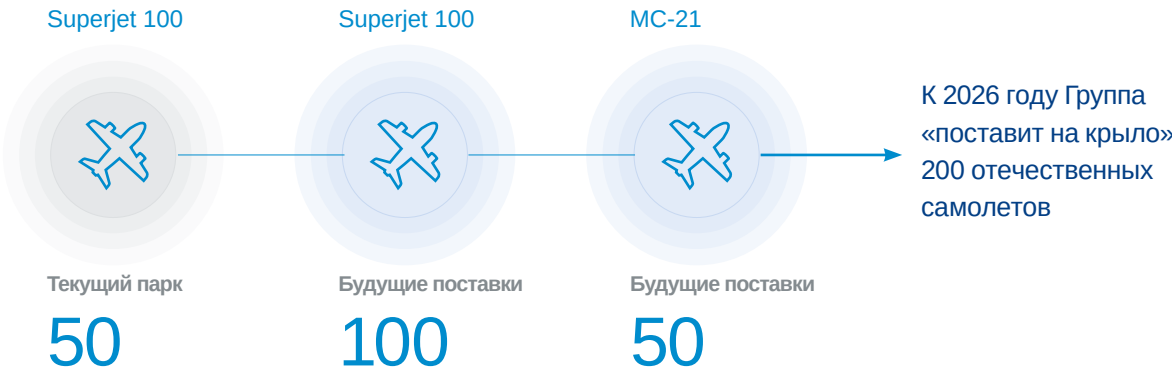 Superjet 100
Superjet 100
МС-21
К 2026 году Группа
«поставит на крыло»
200 отечественных
самолетов
Текущий парк
Будущие поставки
Будущие поставки
50
100
50